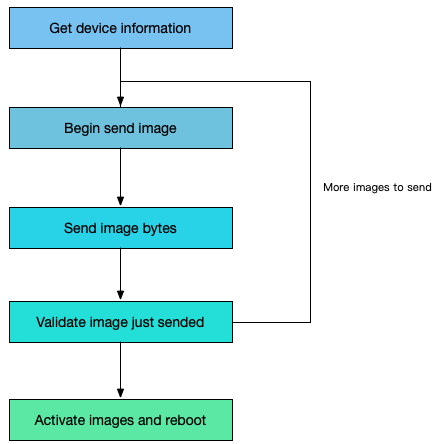 Get device information
Begin send image
More images to send
Send image bytes
Validate image just sended
Activate images and reboot